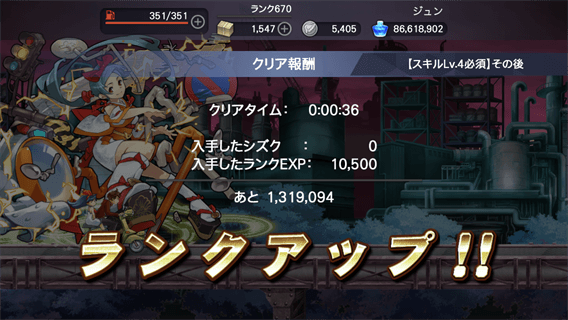 351/351
ランク670
1,547
5,405
ジュン
86,618,902
クリア報酬
【スキルLv.4必須】その後
クリアタイム： 0:00:36
入手したシズク ： 0
入手したランクEXP： 10,500
あと 1,319,094
ランクアップ!!